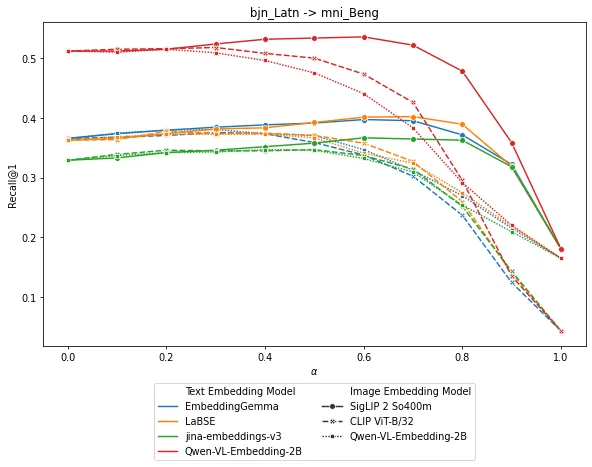 bjn_Latn -> mni_Beng
Recall@1
0.5
0.4
0.3
0.2
0.1
0.0 0.2 0.4 0.6 0.8 1.0
α
Text Embedding Model Image Embedding Model
EmbeddingGemma SigLIP 2 So400m
LaBSE CLIP ViT-B/32
jina-embeddings-v3 Qwen-VL-Embedding-2B
Qwen-VL-Embedding-2B